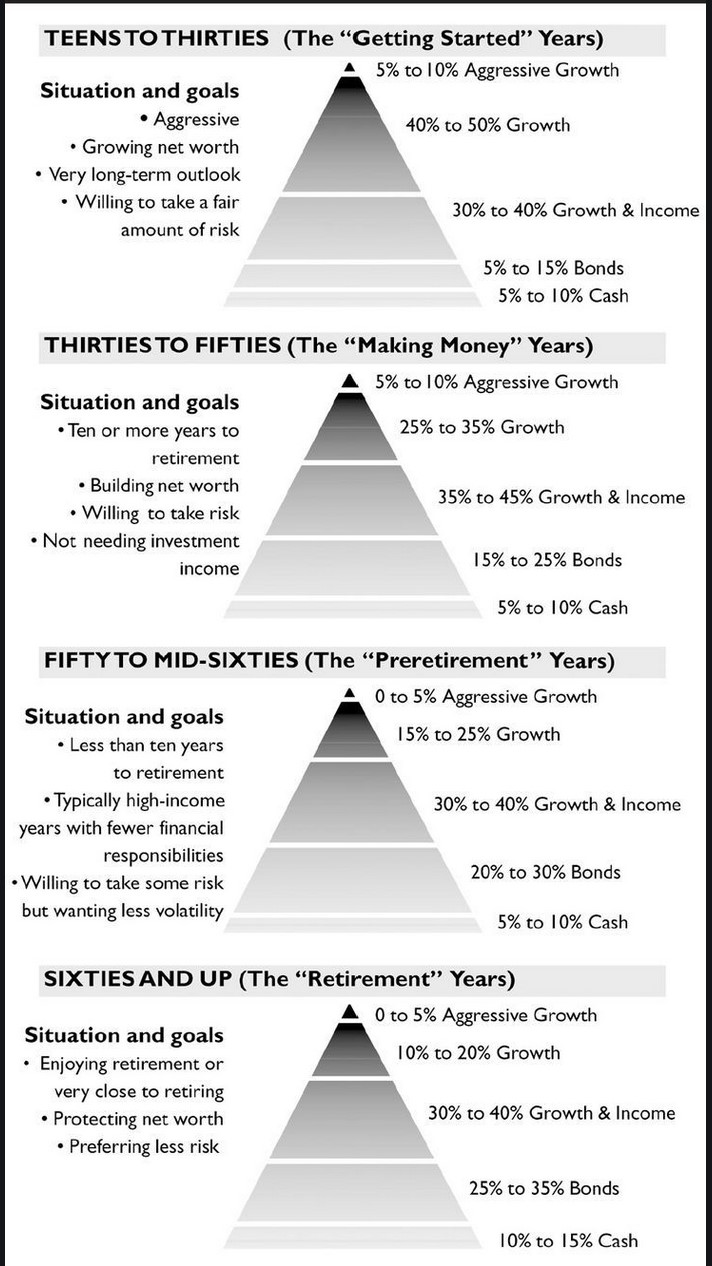 TEENS TO THIRTIES (The “Getting Started” Years)
Situation and goals
• Aggressive
• Growing net worth
• Very long-term outlook
• Willing to take a fair
amount of risk
5% to 10% Aggressive Growth
40% to 50% Growth
30% to 40% Growth & Income
5% to 15% Bonds
5% to 10% Cash
THIRTIES TO FIFTIES (The “Making Money” Years)
Situation and goals
• Ten or more years to
retirement
• Building net worth
• Willing to take risk
• Not needing investment
income
5% to 10% Aggressive Growth
25% to 35% Growth
35% to 45% Growth & Income
15% to 25% Bonds
5% to 10% Cash
FIFTY TO MID-SIXTIES (The “Preretirement” Years)
Situation and goals
• Less than ten years
to retirement
• Typically high-income
years with fewer financial
responsibilities
• Willing to take some risk
but wanting less volatility
0 to 5% Aggressive Growth
15% to 25% Growth
30% to 40% Growth & Income
20% to 30% Bonds
5% to 10% Cash
SIXTIES AND UP (The “Retirement” Years)
Situation and goals
• Enjoying retirement or
very close to retiring
• Protecting net worth
• Preferring less risk
0 to 5% Aggressive Growth
10% to 20% Growth
30% to 40% Growth & Income
25% to 35% Bonds
10% to 15% Cash